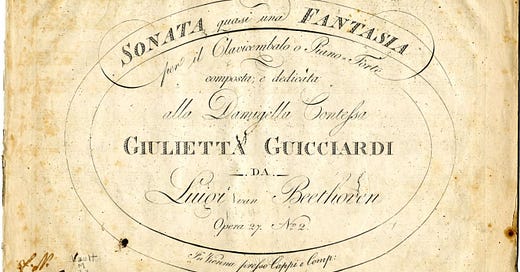 SONATA quasi una FANTASIA
per il Clavicembalo o Piano=Forte
composta, e dedicata
alla Damigella Contessa
GIULIETTA GUICCIARDI
DA
Luigi van Beethoven
Opera 27. No. 2.
In Vienna presso Cappi e Comp: